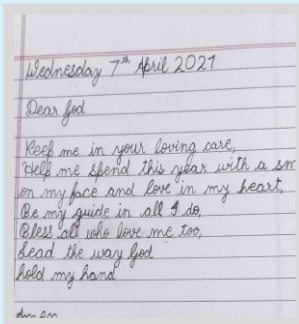 Wednesday 7th April 2021
Dear God
Keep me in your loving care,
Help me spend this year with a sm
on my face and love in my heart,
Be my guide in all I do,
Bless all who love me too,
Lead the way God
hold my hand
Amen